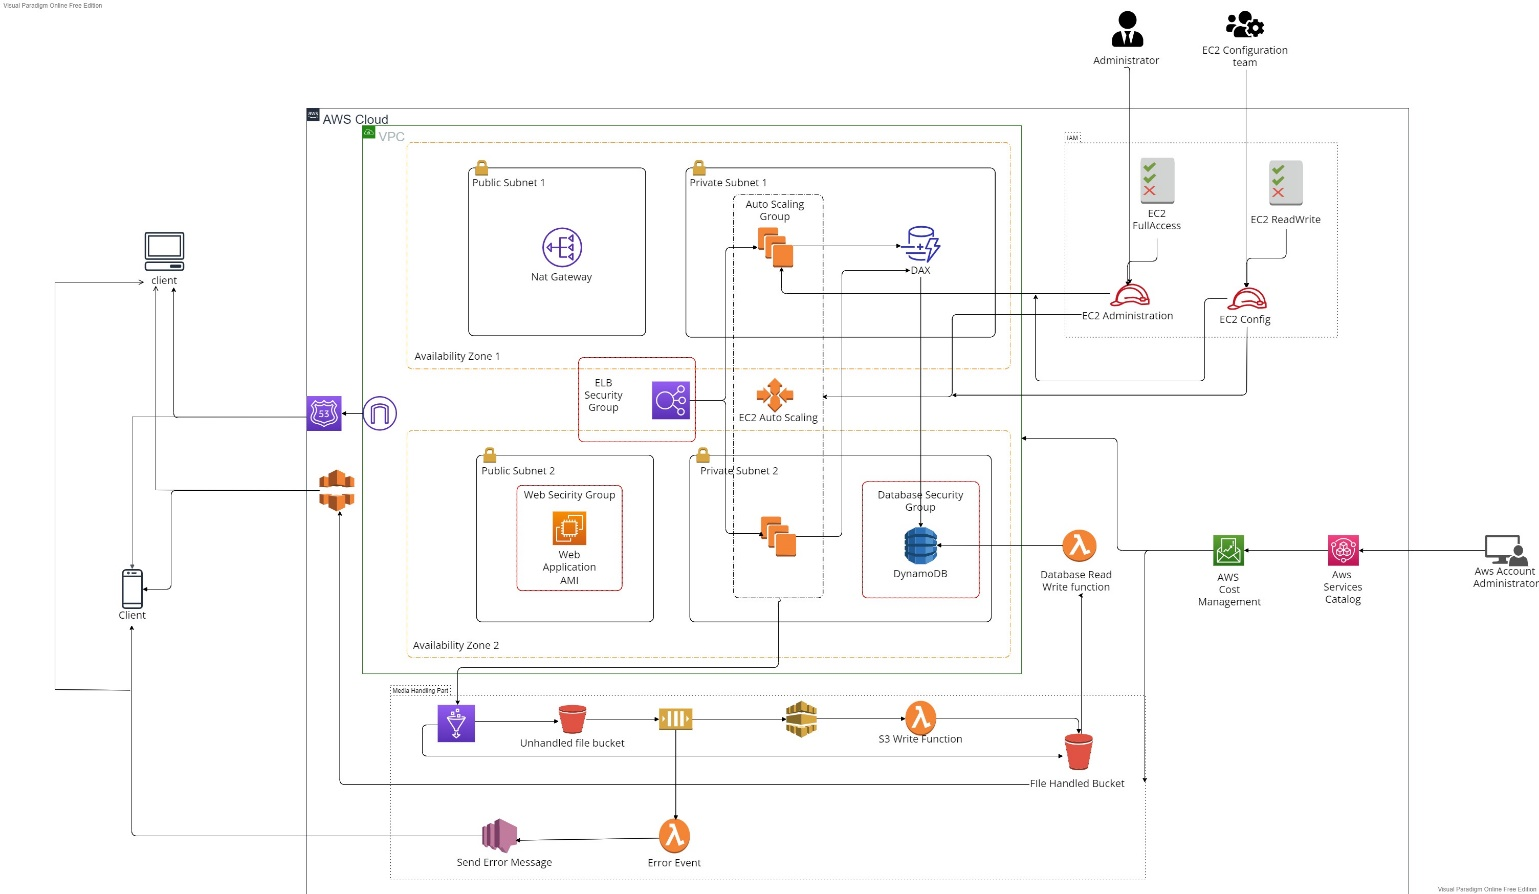 Visual Paradigm Online Free Edition
Administrator
EC2 Configuration
team
aws
AWS Cloud
VPC
IAM
Public Subnet 1
Private Subnet 1
Auto Scaling
Group
EC2
FullAccess
EC2 ReadWrite
Nat Gateway
DAX
client
EC2 Administration
EC2 Config
Availability Zone 1
ELB
Security
Group
EC2 Auto Scaling
53
Public Subnet 2
Private Subnet 2
Web Secirity Group
Database Security
Group
Web
Application
AMI
DynamoDB
Database Read
Write function
AWS
Cost
Management
Aws
Services
Catalog
Aws Account
Administrator
Client
Availability Zone 2
Media Handling Part
Unhandled file bucket
S3 Write Function
FIle Handled Bucket
Send Error Message
Error Event
Visual Paradigm Online Free Edition